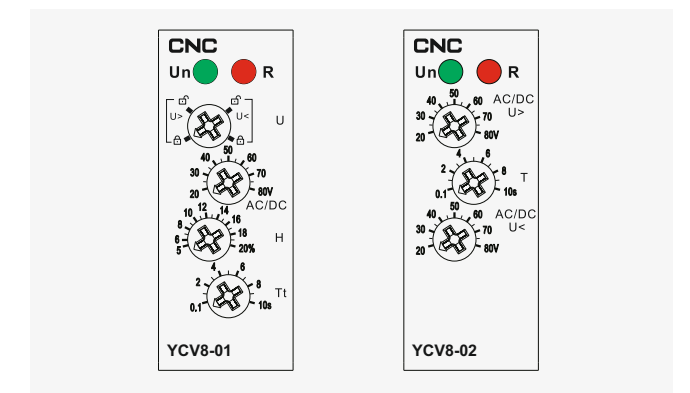 CNC
Un R
U> U<
U
50
40 60
30 70
20 80V
AC/DC
12 14
10 16
8 18
6 20%
5
H
4 6
2 8
0.1 10s
Tt
YCV8-01
CNC
Un R
50
40 60
30 70
20 80V
AC/DC
U>
4 6
2 8
0.1 10s
T
50
40 60
30 70
20 80V
AC/DC
U<
YCV8-02